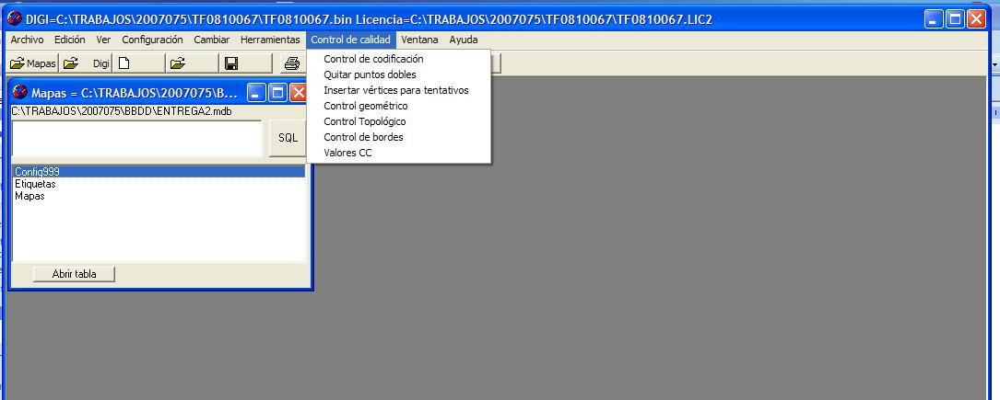 DIGI=C:\TRABAJOS\2007075\TF0810067\TF0810067.bin Licencia=C:\TRABAJOS\2007075\TF0810067\TF0810067.LIC2
Archivo Edición Ver Configuración Cambiar Herramientas Control de calidad Ventana Ayuda
Mapas Digi
Control de codificación
Quitar puntos dobles
Insertar vértices para tentativos
Control geométrico
Control Topológico
Control de bordes
Valores CC
Mapas = C:\TRABAJOS\2007075\B...
C:\TRABAJOS\2007075\BBDD\ENTREGA2.mdb
SQL
Config999
Etiquetas
Mapas
Abrir tabla